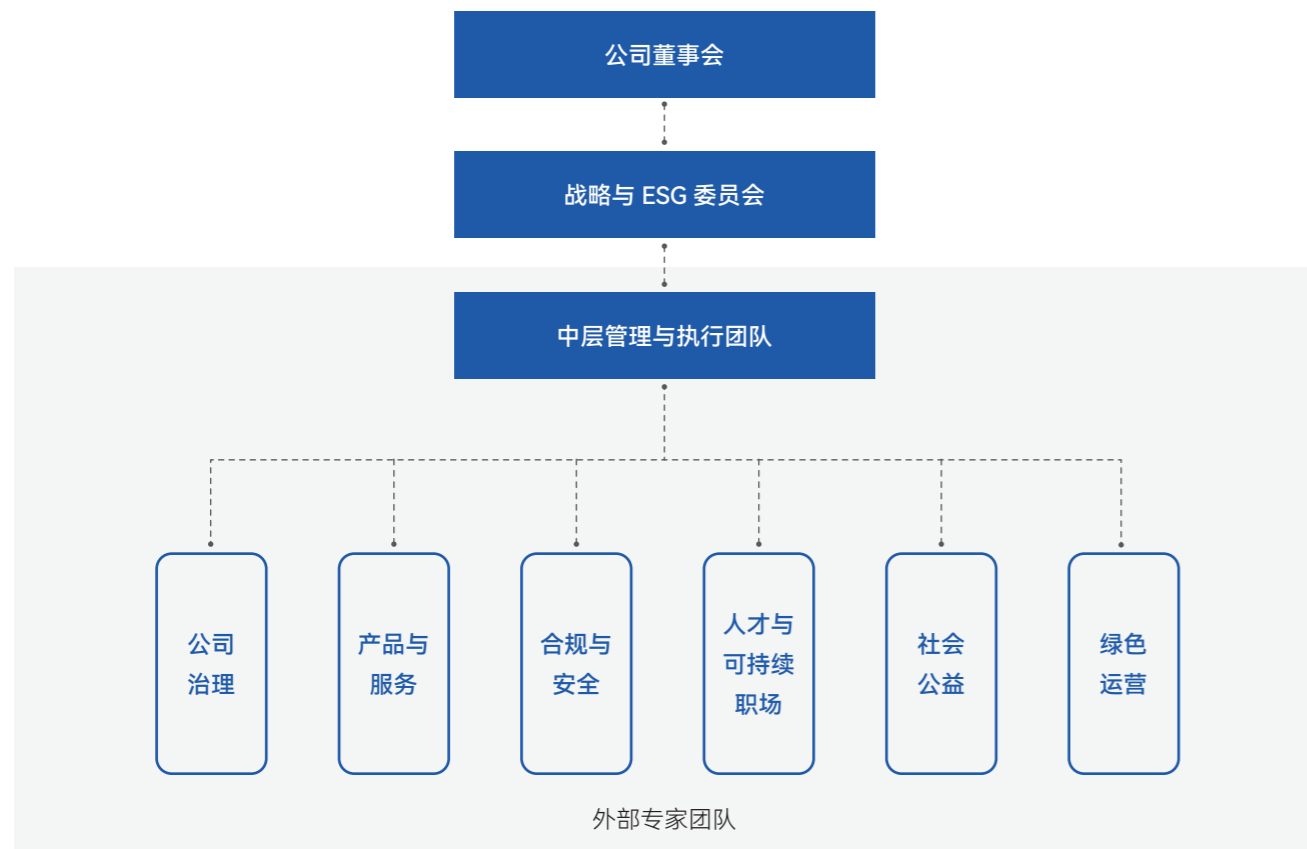 公司董事会
战略与 ESG 委员会
中层管理与执行团队
公司
治理
产品与
服务
合规与
安全
人才与
可持续
职场
社会
公益
绿色
运营
外部专家团队